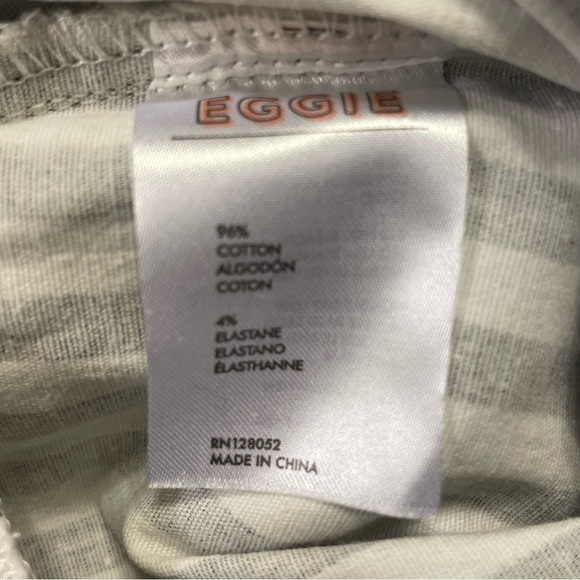 EGGIE
96%
COTTON
ALGODÓN
COTON
4%
ELASTANE
ELASTANO
ÉLASTHANNE
RN128052
MADE IN CHINA